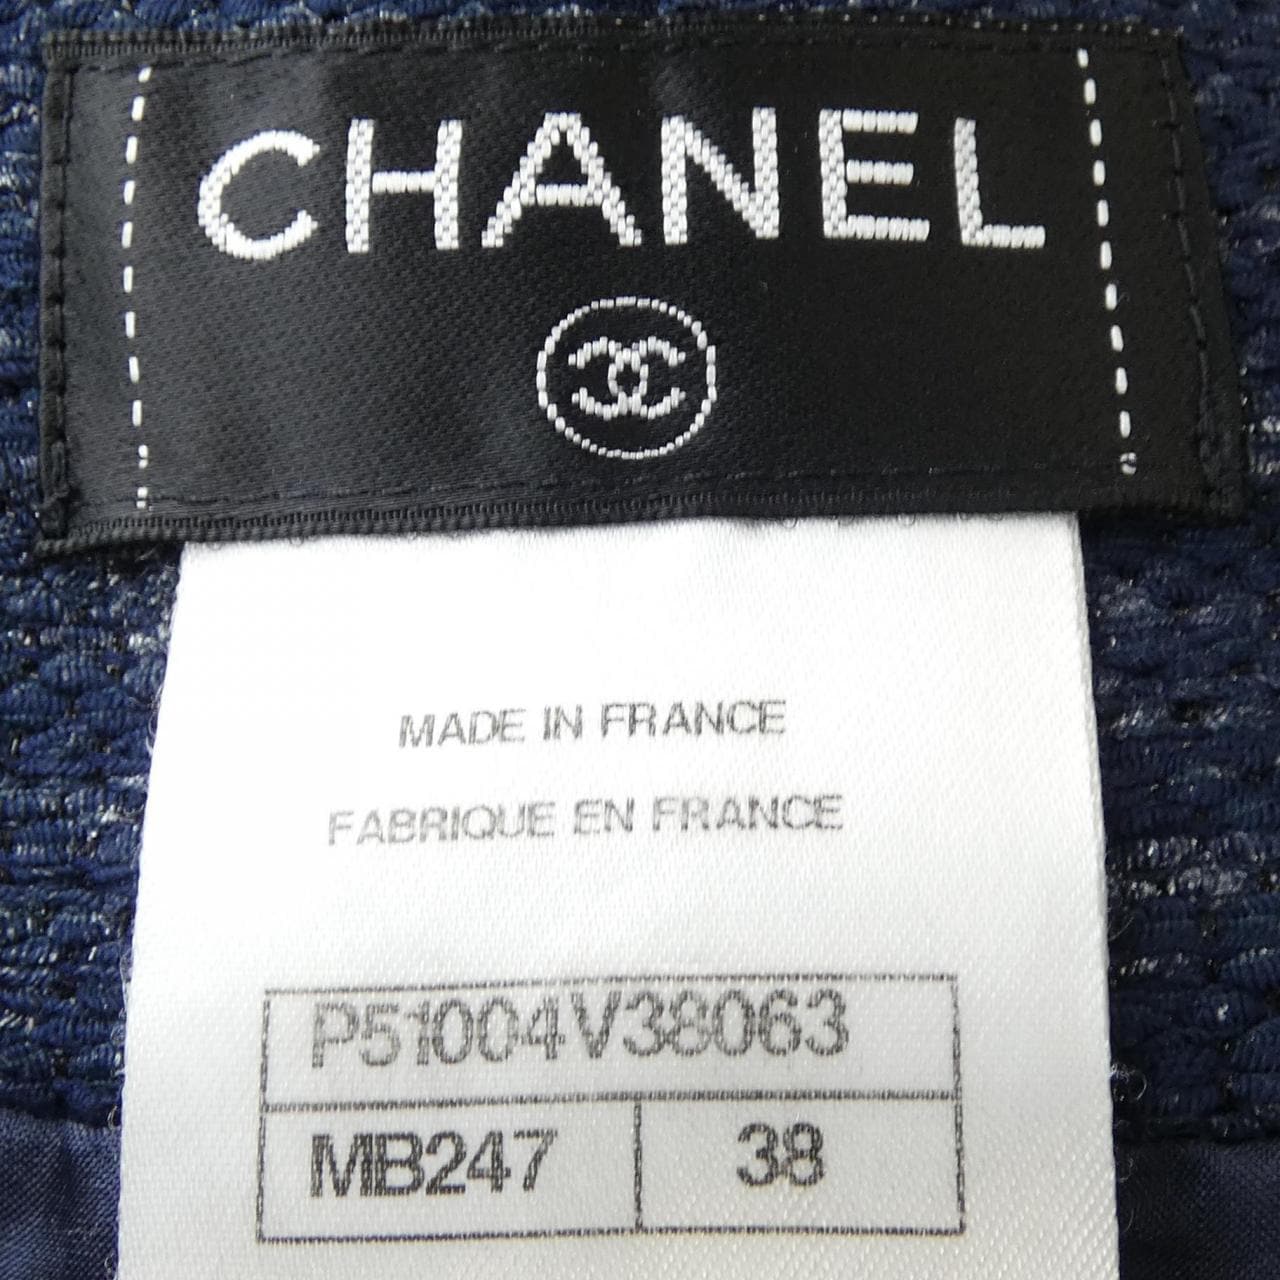 CHANEL
MADE IN FRANCE
FABRIQUE EN FRANCE
P51004V38063
MB247 38